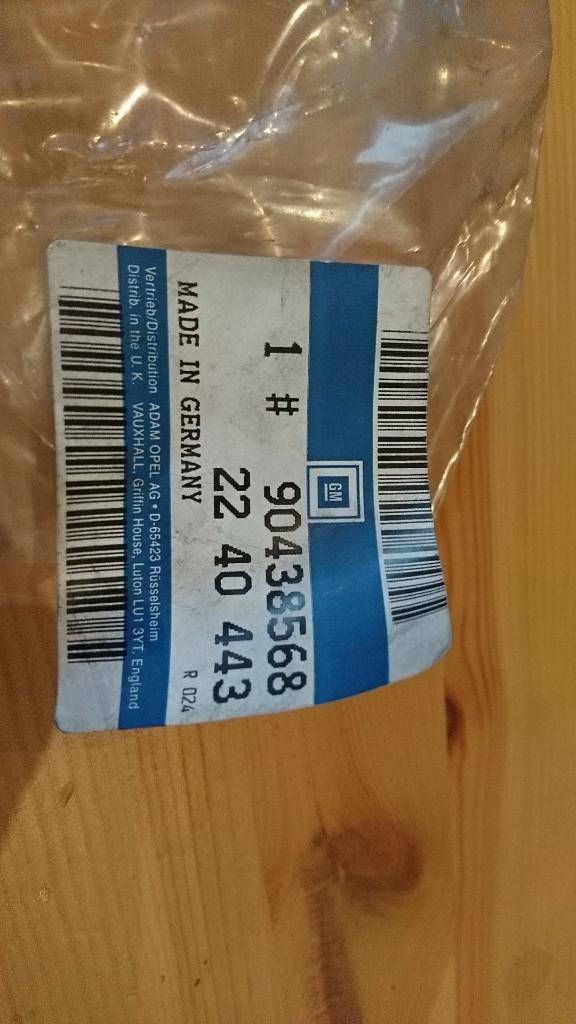 GM
1 # 90438568
22 40 443
MADE IN GERMANY
R 024
Vertrieb/Distribution ADAM OPEL AG • D-65423 Rüsselsheim
Distrib. in the U. K. VAUXHALL, Griffin House, Luton LU1 3YT, England